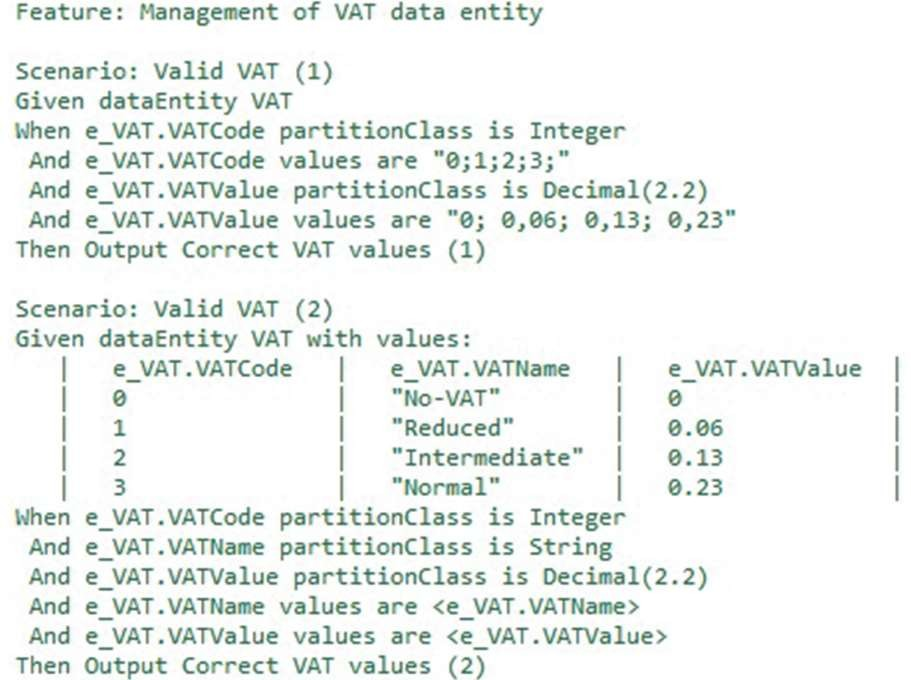 Feature: Management of VAT data entity
Scenario: Valid VAT (1)
Given dataEntity VAT
When e_VAT.VATCode partitionClass is Integer
And e_VAT.VATCode values are "0;1;2;3;"
And e_VAT.VATValue partitionClass is Decimal(2.2)
And e_VAT.VATValue values are "0; 0,06; 0,13; 0,23"
Then Output Correct VAT values (1)
Scenario: Valid VAT (2)
Given dataEntity VAT with values:
| e_VAT.VATCode | e_VAT.VATName | e_VAT.VATValue |
| 0 | "No-VAT" | 0 |
| 1 | "Reduced" | 0.06 |
| 2 | "Intermediate" | 0.13 |
| 3 | "Normal" | 0.23 |
When e_VAT.VATCode partitionClass is Integer
And e_VAT.VATName partitionClass is String
And e_VAT.VATValue partitionClass is Decimal(2.2)
And e_VAT.VATName values are <e_VAT.VATName>
And e_VAT.VATValue values are <e_VAT.VATValue>
Then Output Correct VAT values (2)